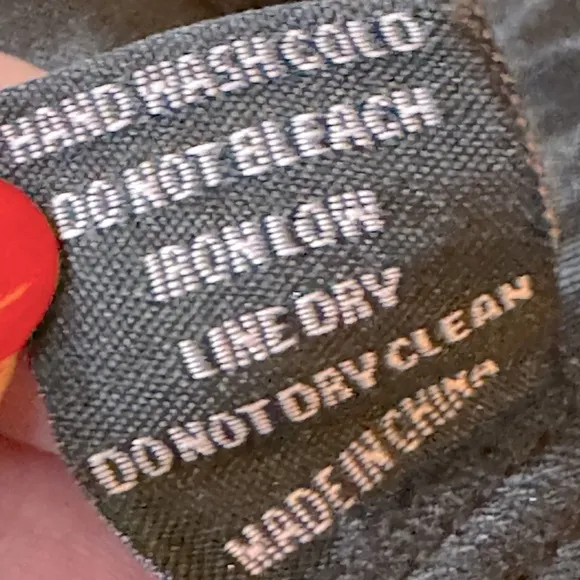 HAND WASH COLD
DO NOT BLEACH
IRON LOW
LINE DRY
DO NOT DRY CLEAN
MADE IN CHINA